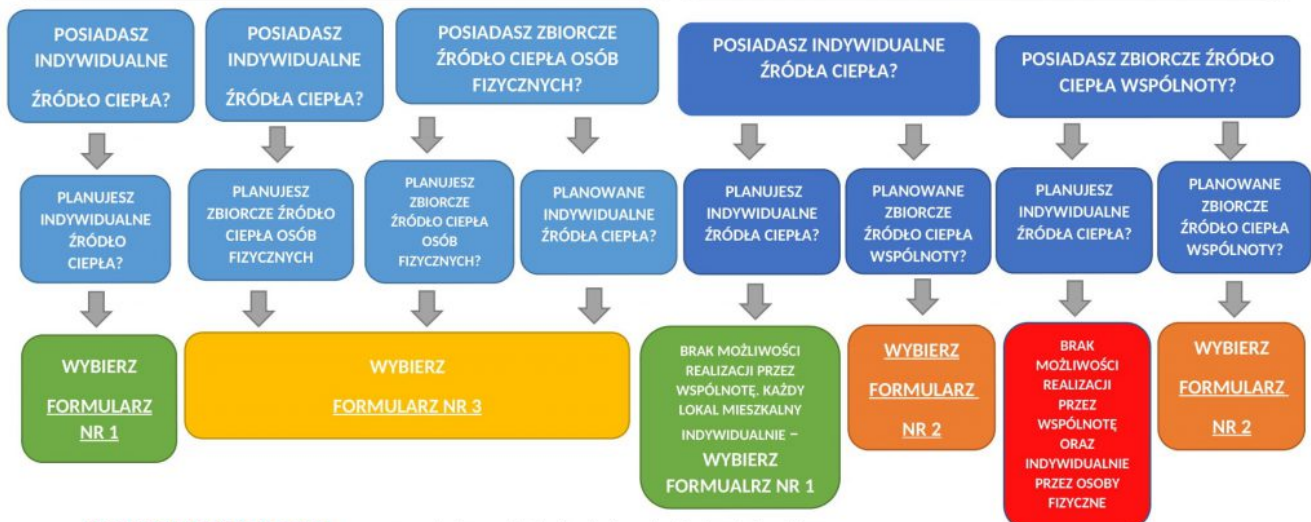 POSIADASZ
INDYWIDUALNE
ŹRÓDŁO CIEPŁA?
POSIADASZ
INDYWIDUALNE
ŹRÓDŁA CIEPŁA?
POSIADASZ ZBIORCZE
ŹRÓDŁO CIEPŁA OSÓB
FIZYCZNYCH?
POSIADASZ INDYWIDUALNE
ŹRÓDŁA CIEPŁA?
POSIADASZ ZBIORCZE ŹRÓDŁO
CIEPŁA WSPÓLNOTY?
PLANUJESZ
INDYWIDUALNE
ŹRÓDŁO
CIEPŁA?
PLANUJESZ
ZBIORCZE ŹRÓDŁO
CIEPŁA OSÓB
FIZYCZNYCH
PLANUJESZ
ZBIORCZE
ŹRÓDŁO CIEPŁA
OSÓB
FIZYCZNYCH?
PLANOWANE
INDYWIDUALNE
ŹRÓDŁA CIEPŁA?
PLANUJESZ
INDYWIDUALNE
ŹRÓDŁA CIEPŁA?
PLANOWANE
ZBIORCZE
ŹRÓDŁO CIEPŁA
WSPÓLNOTY?
PLANUJESZ
INDYWIDUALNE
ŹRÓDŁA CIEPŁA?
PLANOWANE
ZBIORCZE
ŹRÓDŁO CIEPŁA
WSPÓLNOTY?
WYBIERZ
FORMULARZ
NR 1
WYBIERZ
FORMULARZ NR 3
BRAK MOŻLIWOŚCI
REALIZACJI PRZEZ
WSPÓLNOTĘ. KAŻDY
LOKAL MIESZKALNY
INDYWIDUALNIE –
WYBIERZ
FORMUALRZ NR 1
WYBIERZ
FORMULARZ
NR 2
BRAK
MOŻLIWOŚCI
REALIZACJI
PRZEZ
WSPÓLNOTĘ
ORAZ
INDYWIDUALNIE
PRZEZ OSOBY
FIZYCZNE
WYBIERZ
FORMULARZ
NR 2